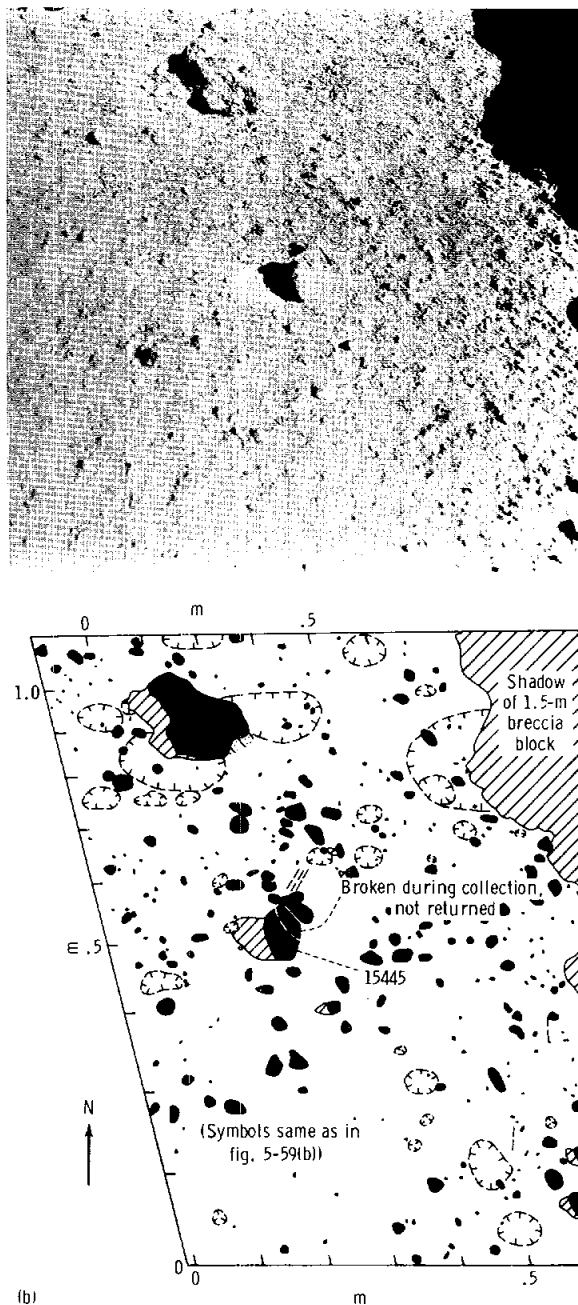 0 m .5
1.0
Shadow
of 1.5-m
breccia
block
Broken during collection,
not returned
m .5
15445
N
(Symbols same as in
fig. 5-59(b))
0
0 m .5
(b)